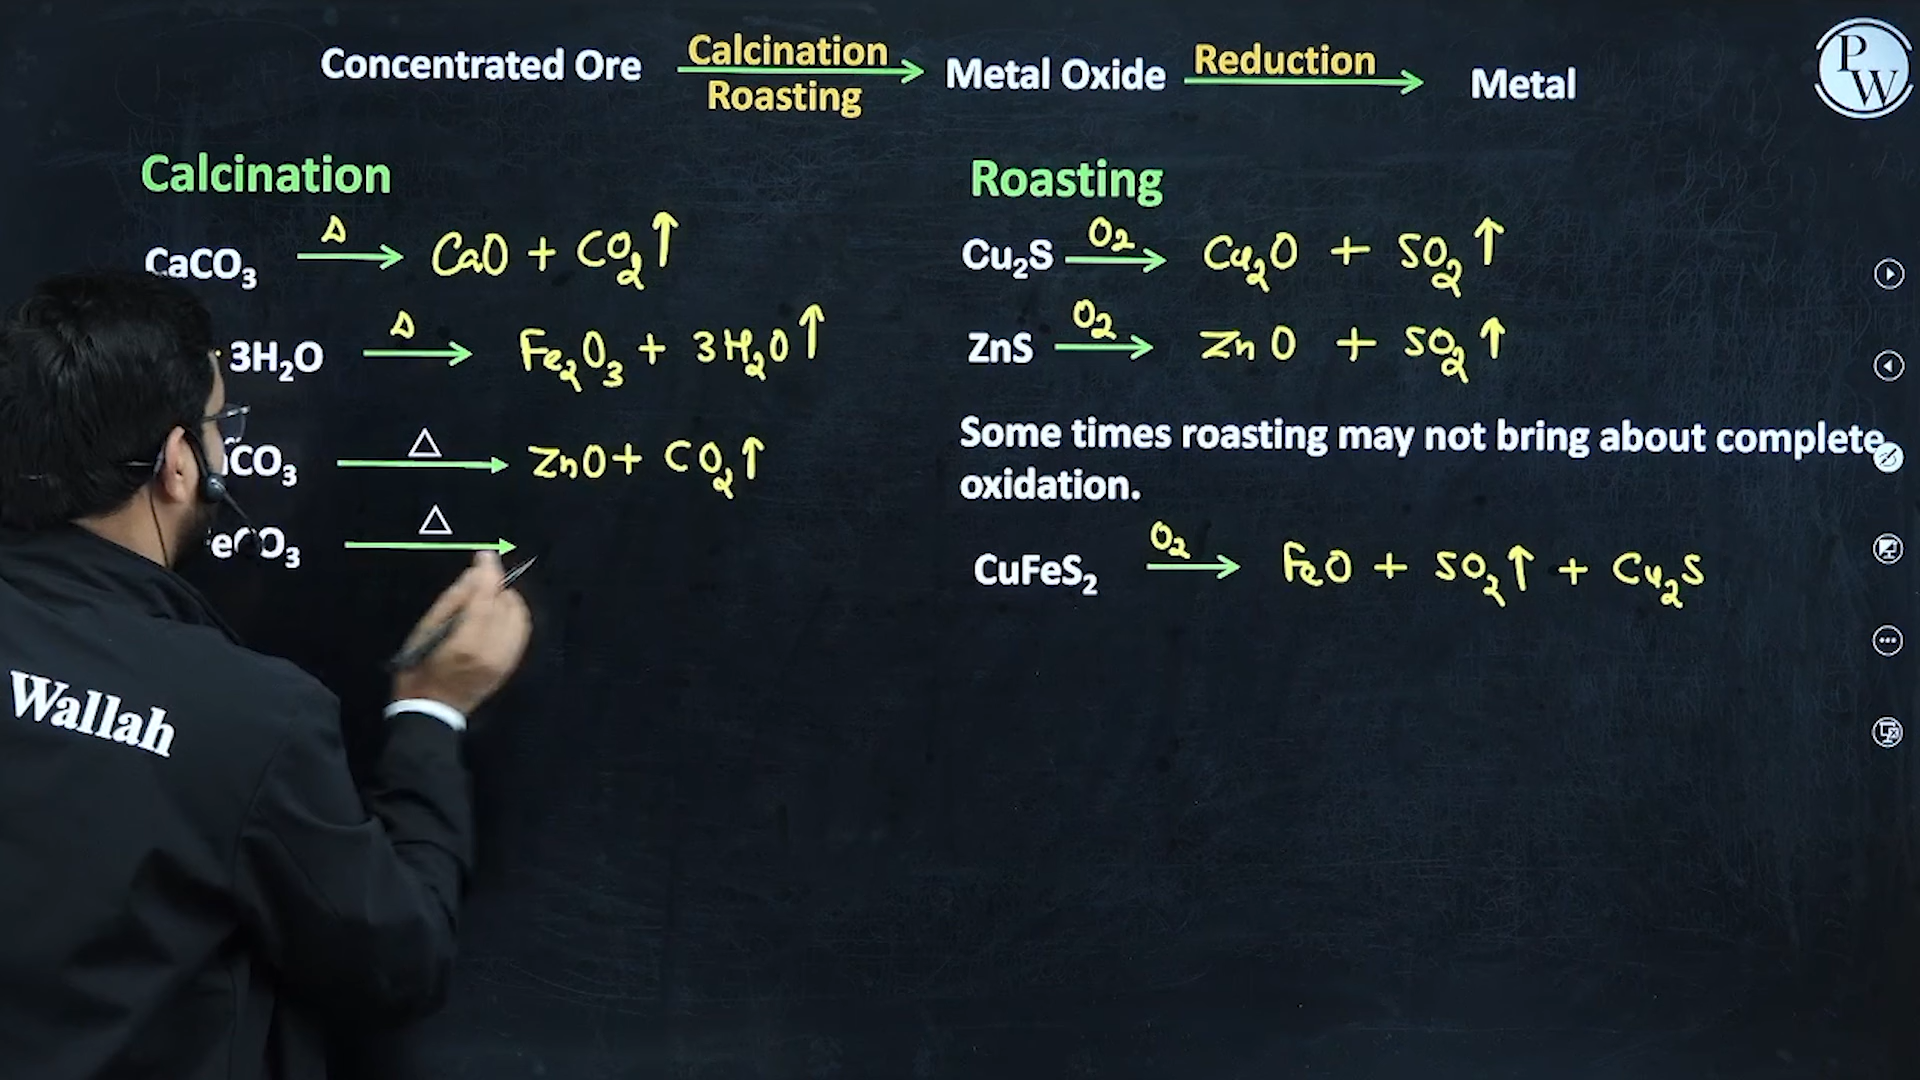 Concentrated Ore Calcination Roasting Metal Oxide Reduction Metal
PW
Calcination
CaCO₃ Δ CaO + CO₂↑
3H₂O Δ Fe₂O₃ + 3H₂O↑
CO₃ △ ZnO + CO₂↑
eCO₃ △
Roasting
Cu₂S O₂ Cu₂O + SO₂↑
ZnS O₂ ZnO + SO₂↑
Some times roasting may not bring about complete
oxidation.
CuFeS₂ O₂ FeO + SO₂↑ + Cu₂S
Wallah